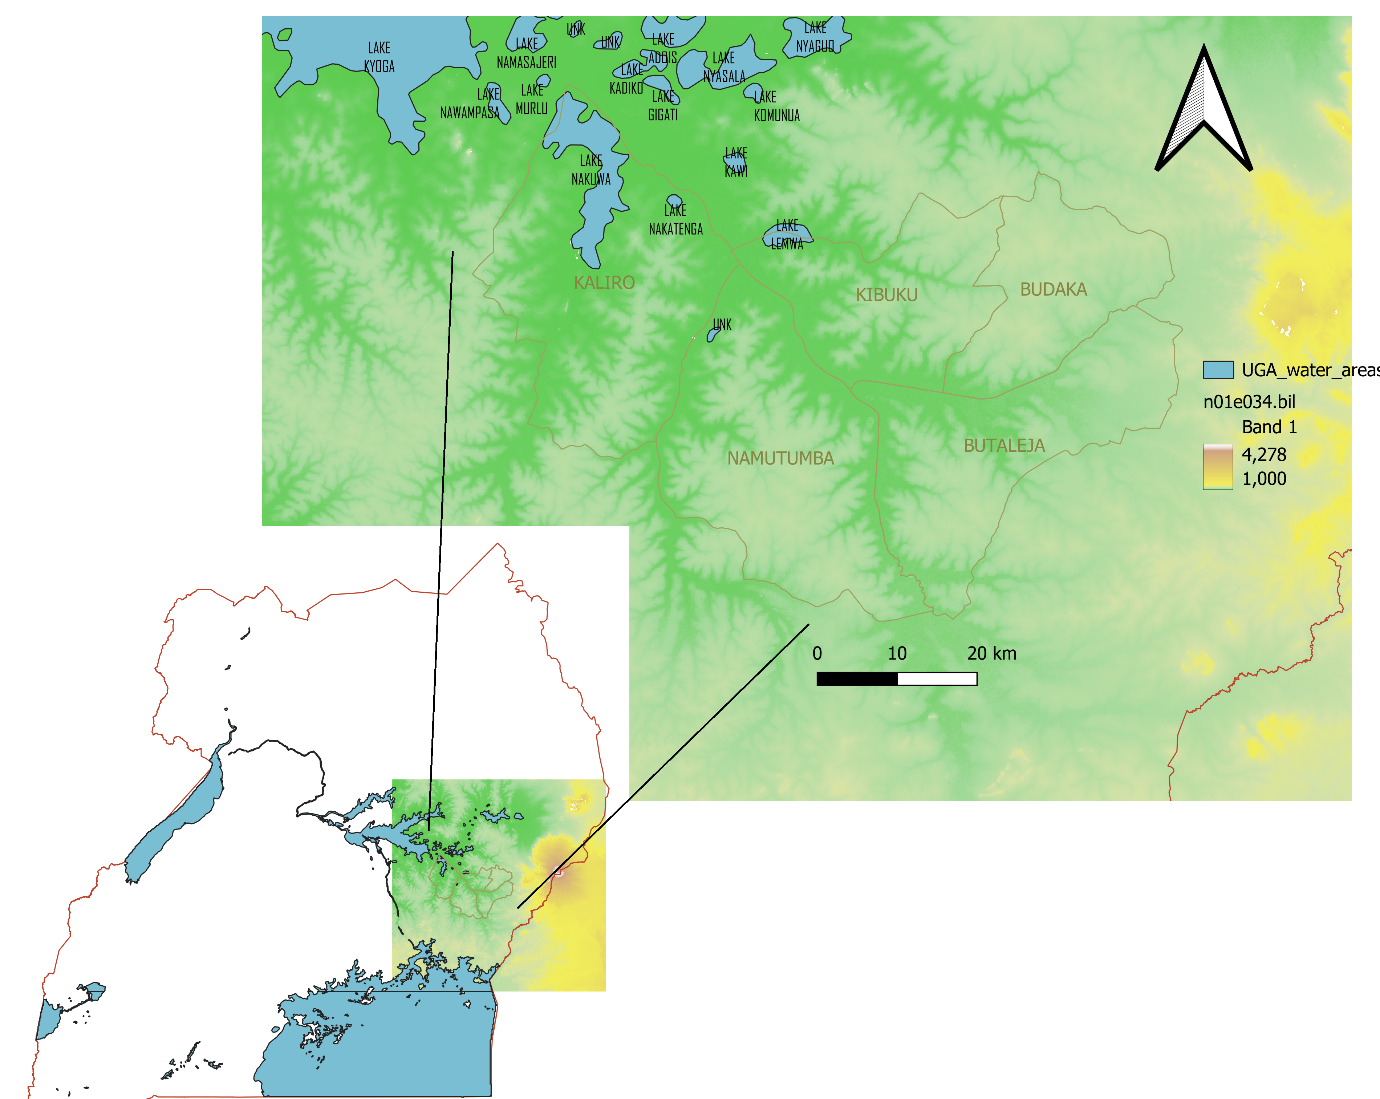 LAKE
KYOGA
LAKE
NAMASAJERI
UNK
UNK
LAKE
ADDIS
LAKE
NYASALA
LAKE
NYAGUO
LAKE
NAWAMPASA
LAKE
MURLU
LAKE
KADIKO
LAKE
GIGATI
LAKE
KOMUNUA
LAKE
NAKUWA
LAKE
KAWI
LAKE
NAKATENGA
LAKE
LEMWA
KALIRO
KIBUKU
BUDAKA
UNK
NAMUTUMBA
BUTALEJA
UGA_water_areas
n01e034.bil
Band 1
4,278
1,000
0 10 20 km